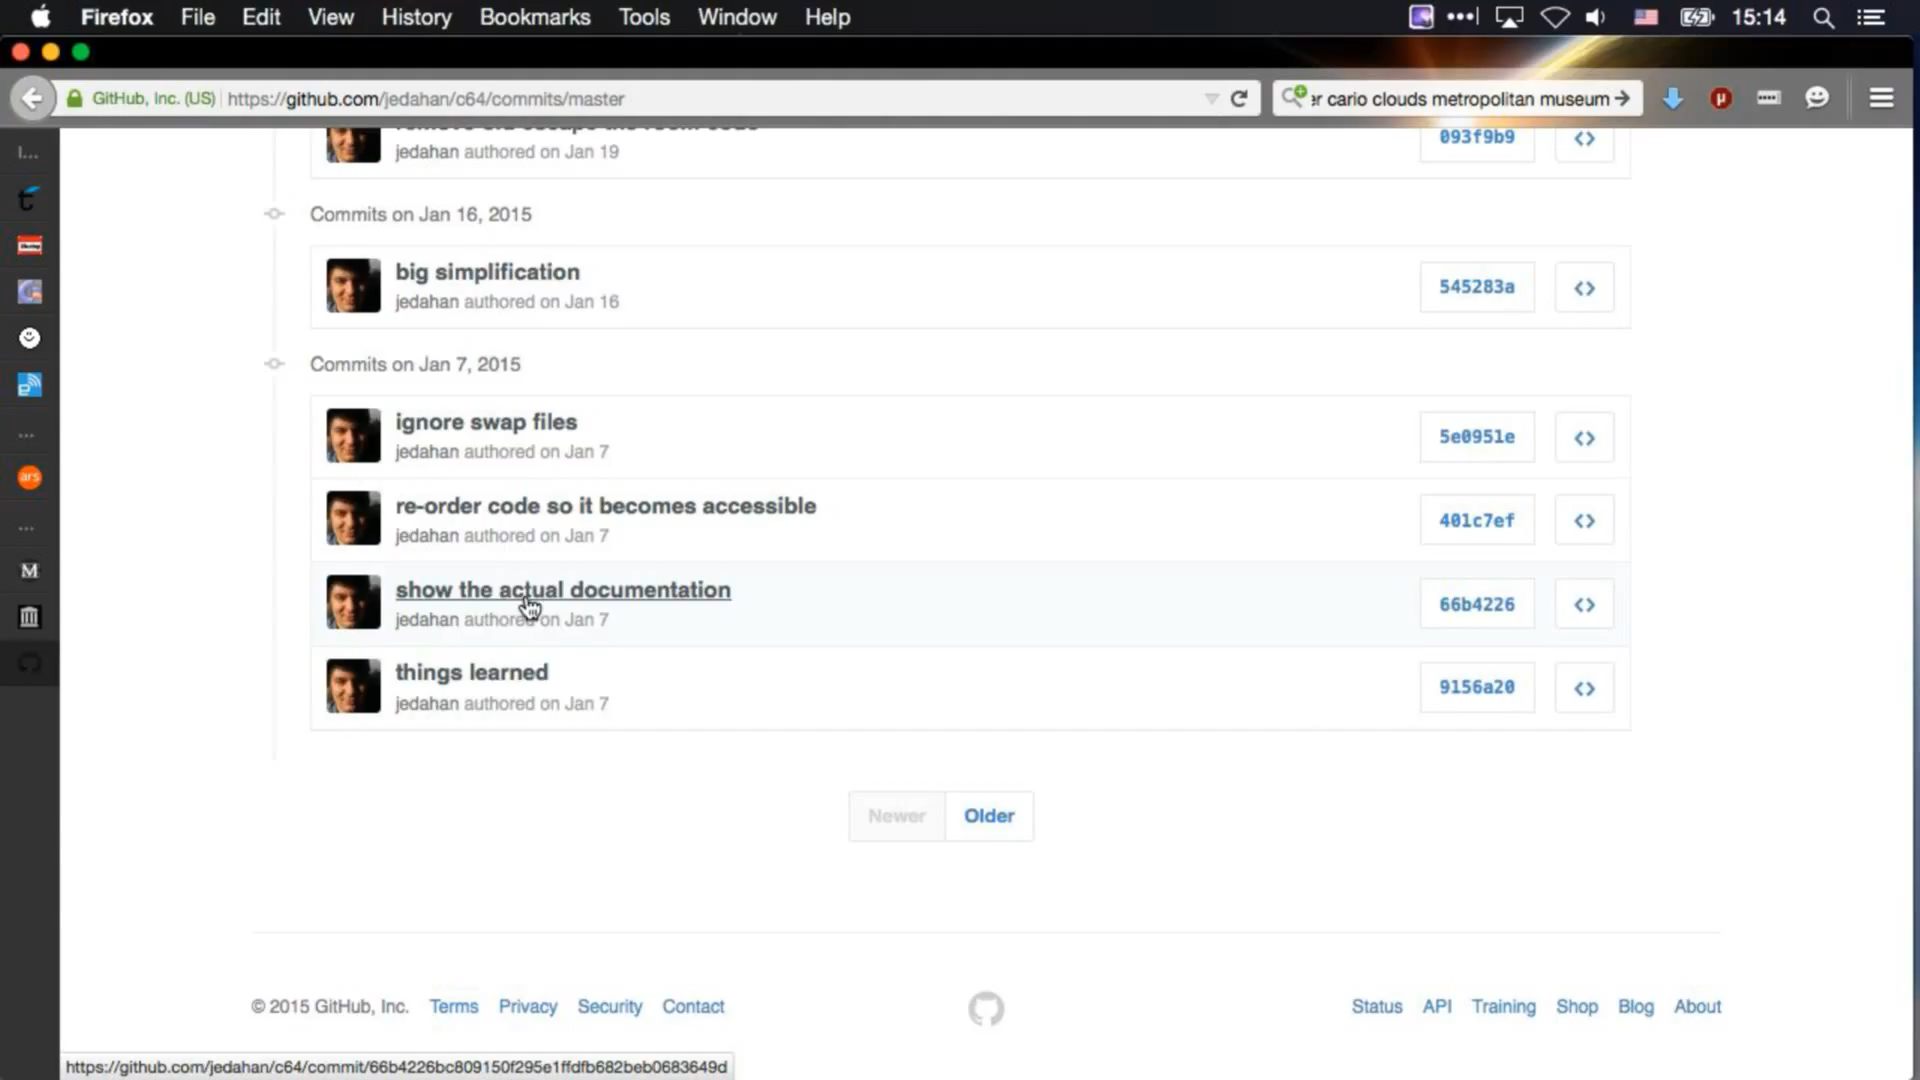 Firefox File Edit View History Bookmarks Tools Window Help 15:14
GitHub, Inc. (US) https://github.com/jedahan/c64/commits/master er cario clouds metropolitan museum
jedahan authored on Jan 19 093f9b9
Commits on Jan 16, 2015
big simplification
jedahan authored on Jan 16 545283a
Commits on Jan 7, 2015
ignore swap files
jedahan authored on Jan 7 5e0951e
re-order code so it becomes accessible
jedahan authored on Jan 7 401c7ef
show the actual documentation
jedahan authored on Jan 7 66b4226
things learned
jedahan authored on Jan 7 9156a20
Newer Older
© 2015 GitHub, Inc. Terms Privacy Security Contact Status API Training Shop Blog About
https://github.com/jedahan/c64/commit/66b4226bc809150f295e1ffdfb682beb0683649d